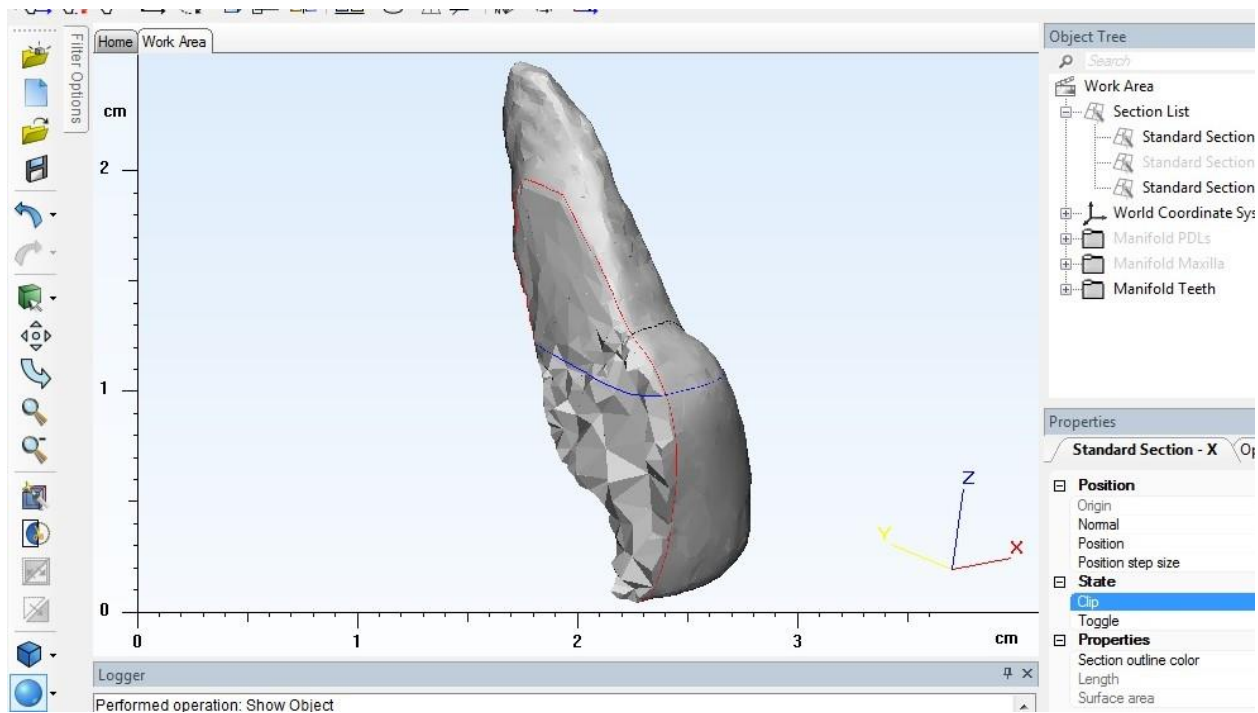 Filter Options
Home
Work Area
cm
2
1
0
0
1
2
3
cm
Z
Y
X
Logger
Performed operation: Show Object
Object Tree
Search
Work Area
Section List
Standard Section
Standard Section
Standard Section
World Coordinate Sys
Manifold PDLs
Manifold Maxilla
Manifold Teeth
Properties
Standard Section - X
Op
Position
Origin
Normal
Position
Position step size
State
Clip
Toggle
Properties
Section outline color
Length
Surface area